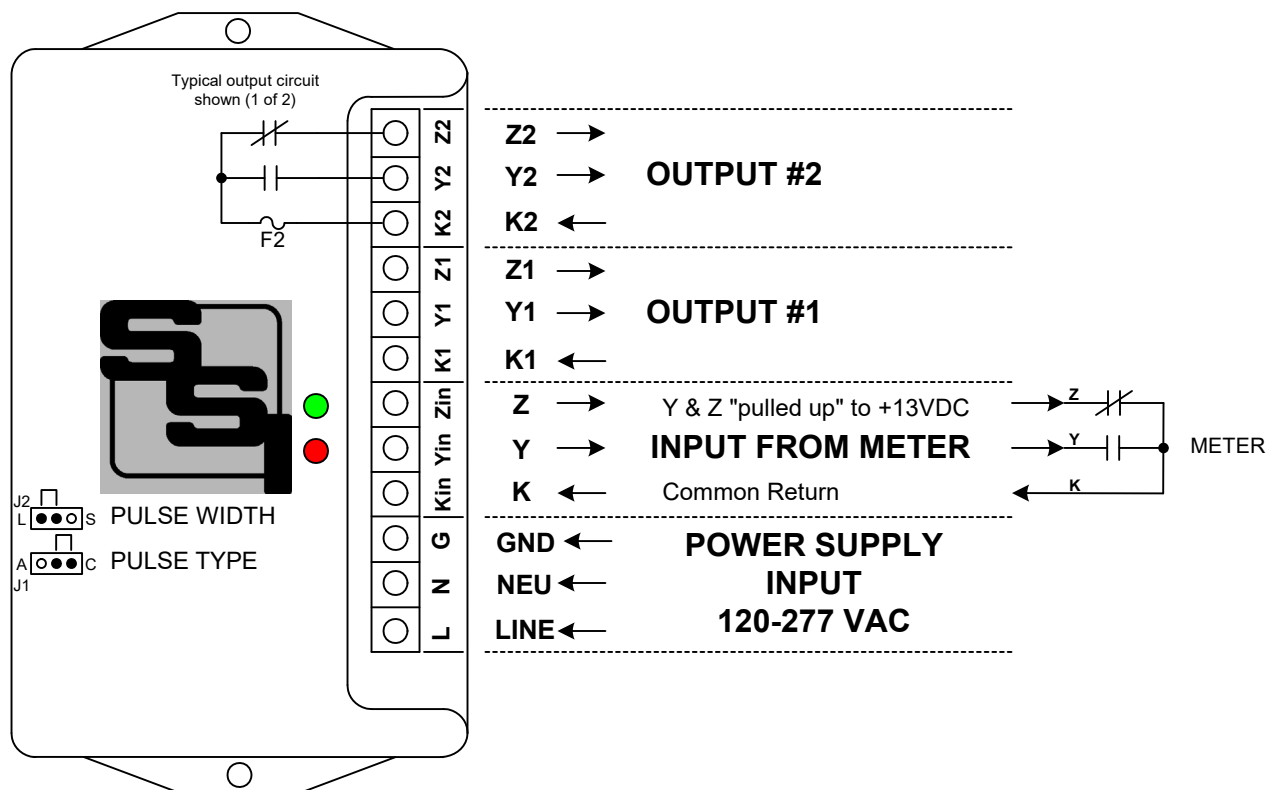 Typical output circuit
shown (1 of 2)
F2
Z2
Y2
K2
Z1
Y1
K1
Zin
Yin
Kin
G
N
L
Z2
Y2
K2
OUTPUT #2
Z1
Y1
K1
OUTPUT #1
Z
Y & Z "pulled up" to +13VDC
Y
INPUT FROM METER
K
Common Return
Z
Y
K
METER
GND
NEU
LINE
POWER SUPPLY
INPUT
120-277 VAC
SSI
J2
L
S
PULSE WIDTH
A
C
PULSE TYPE
J1